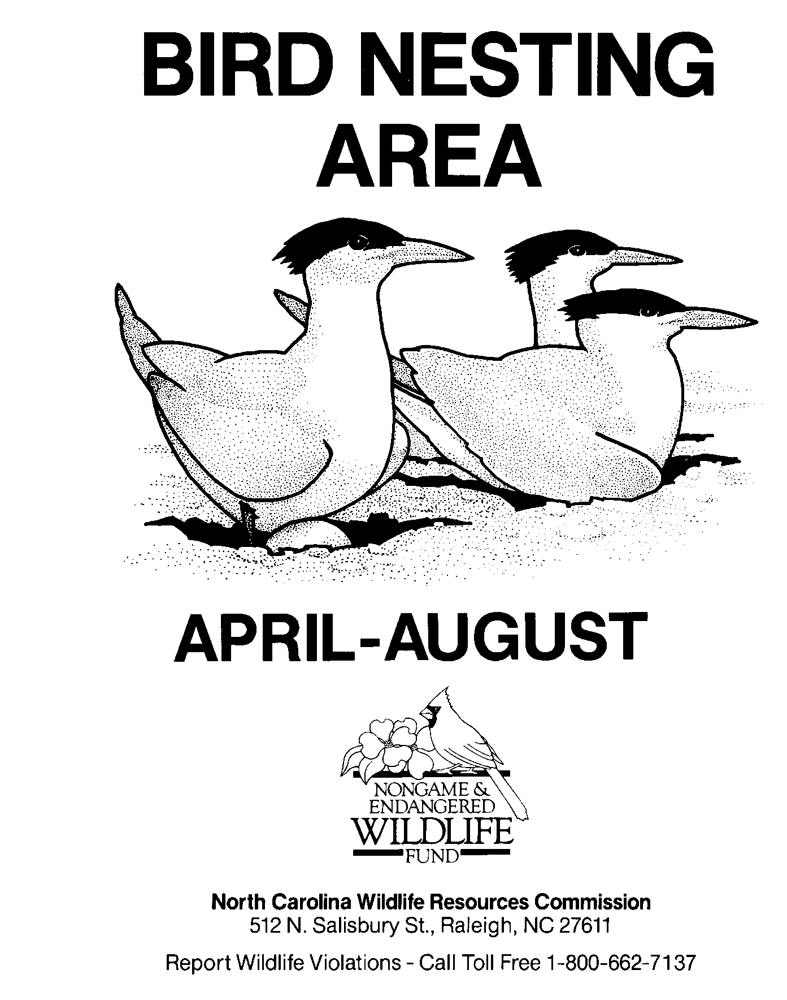 BIRD NESTING
AREA
APRIL-AUGUST
NONGAME &
ENDANGERED
WILDLIFE
FUND
North Carolina Wildlife Resources Commission
512 N. Salisbury St., Raleigh, NC 27611
Report Wildlife Violations - Call Toll Free 1-800-662-7137